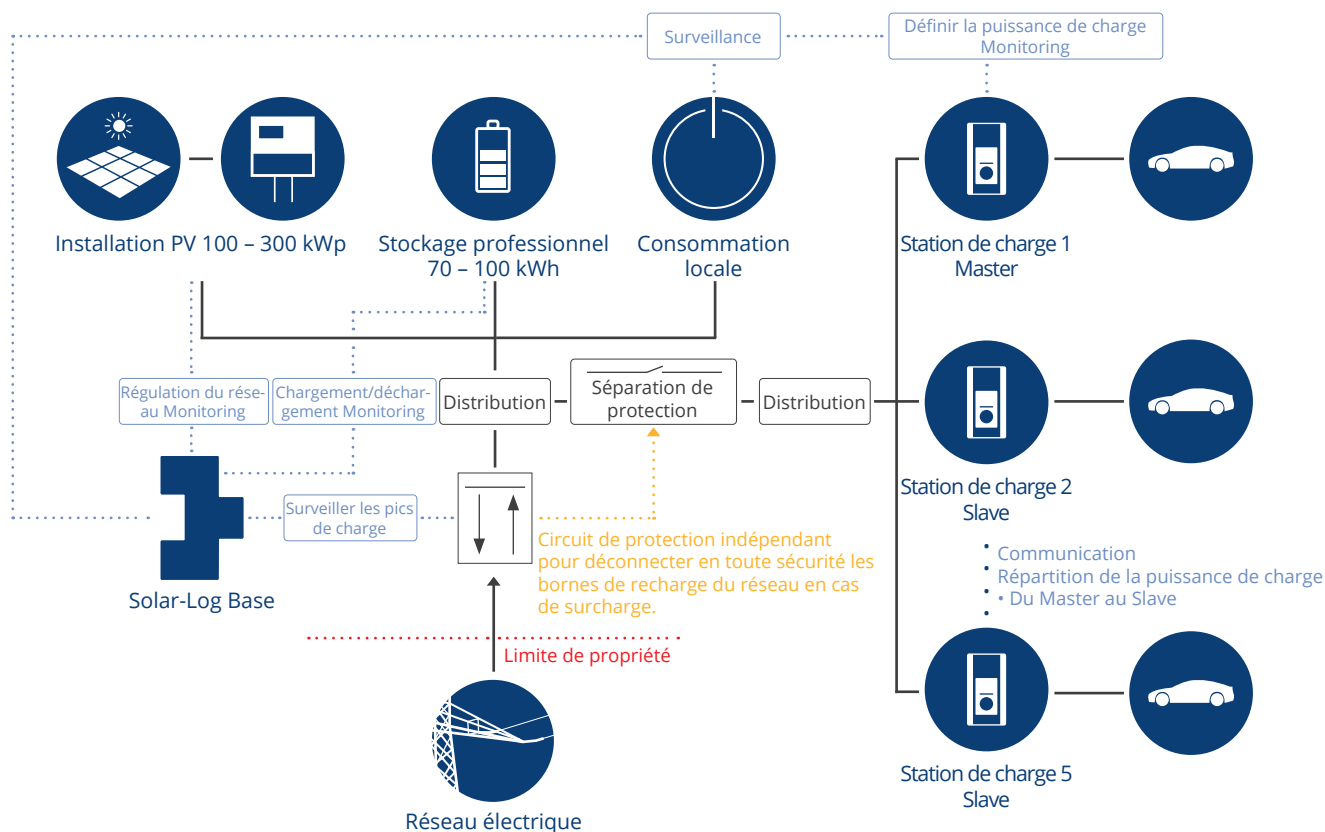 Surveillance
Définir la puissance de charge
Monitoring
Installation PV 100 – 300 kWp
Stockage professionnel
70 – 100 kWh
Consommation
locale
Station de charge 1
Master
Régulation du rése-
au Monitoring
Chargement/déchar-
gement Monitoring
Distribution
Séparation de
protection
Distribution
Station de charge 2
Slave
Surveiller les pics
de charge
Solar-Log Base
Circuit de protection indépendant
pour déconnecter en toute sécurité les
bornes de recharge du réseau en cas
de surcharge.
Communication
Répartition de la puissance de charge
• Du Master au Slave
Limite de propriété
Station de charge 5
Slave
Réseau électrique